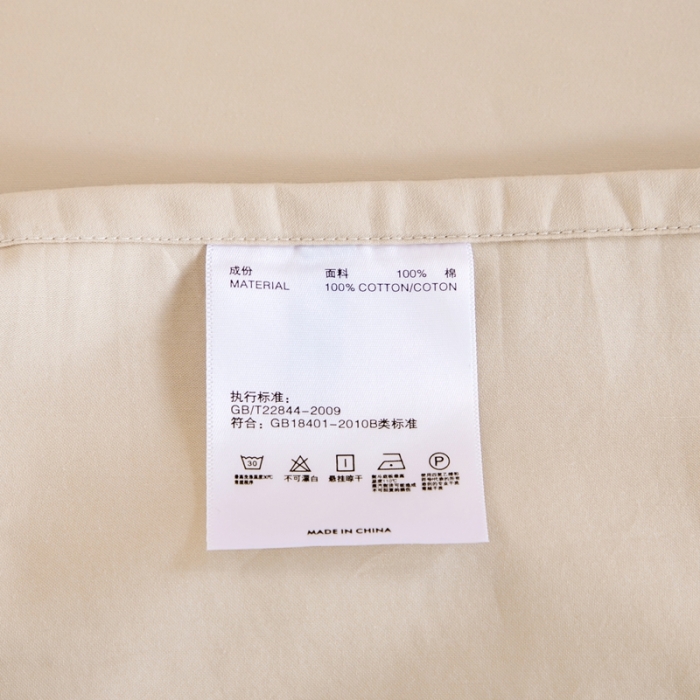 成份 面料 100% 棉
MATERIAL 100% COTTON/COTON
执行标准：
GB/T22844-2009
符合：GB18401-2010B类标准
30 P
不可漂白 悬挂晾干
MADE IN CHINA